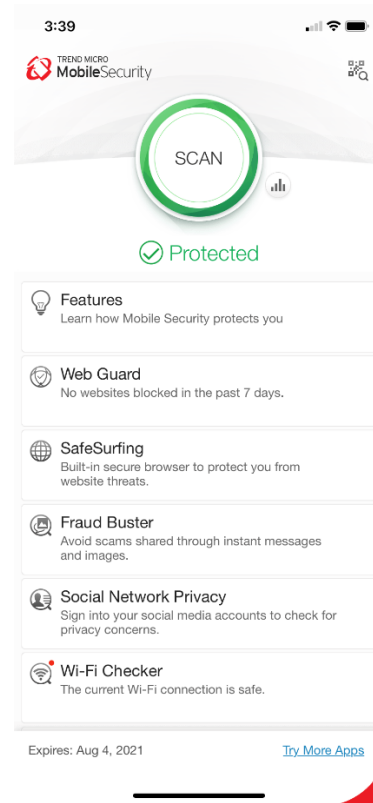 3:39
TREND MICRO
MobileSecurity
SCAN
Protected
Features
Learn how Mobile Security protects you
Web Guard
No websites blocked in the past 7 days.
SafeSurfing
Built-in secure browser to protect you from
website threats.
Fraud Buster
Avoid scams shared through instant messages
and images.
Social Network Privacy
Sign into your social media accounts to check for
privacy concerns.
Wi-Fi Checker
The current Wi-Fi connection is safe.
Expires: Aug 4, 2021
Try More Apps